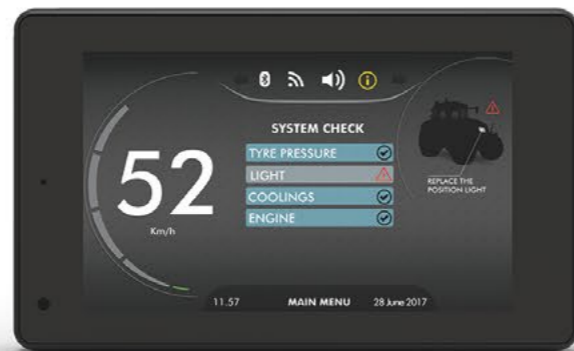 SYSTEM CHECK
TYRE PRESSURE
LIGHT
COOLINGS
ENGINE
52
Km/h
REPLACE THE
POSITION LIGHT
11.57
MAIN MENU
28 June 2017